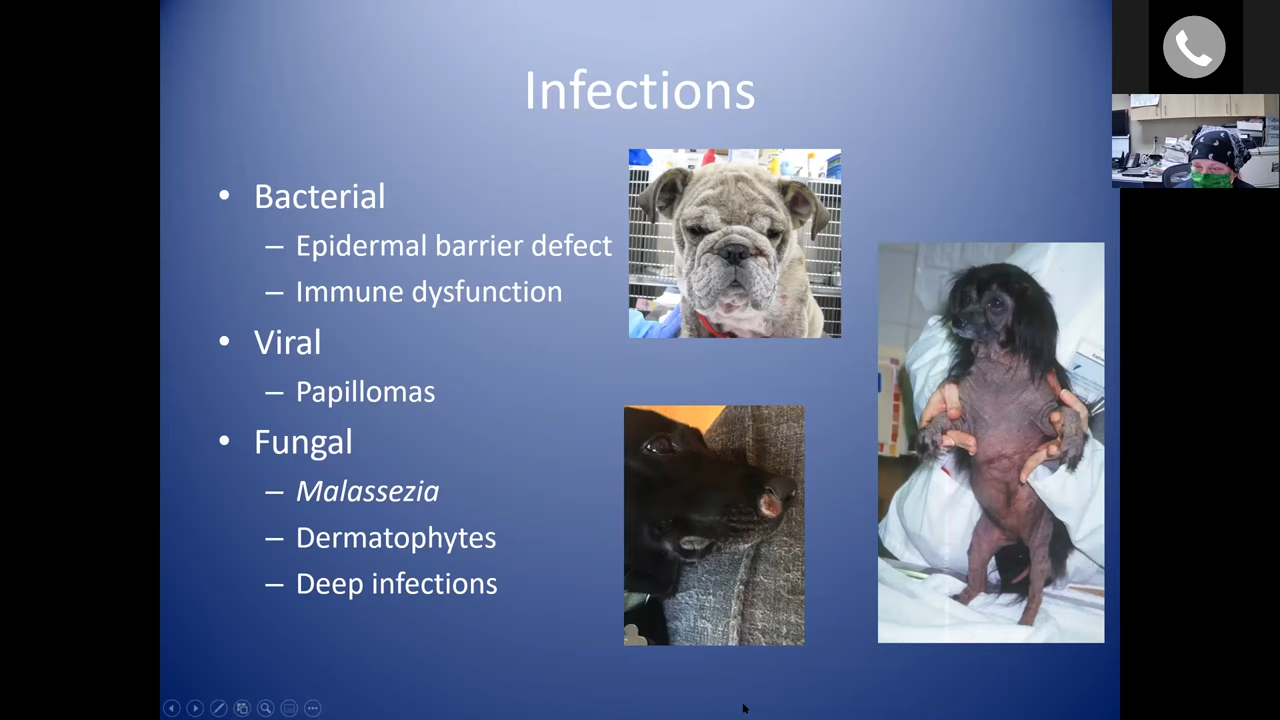 Infections
• Bacterial
– Epidermal barrier defect
– Immune dysfunction
• Viral
– Papillomas
• Fungal
– Malassezia
– Dermatophytes
– Deep infections